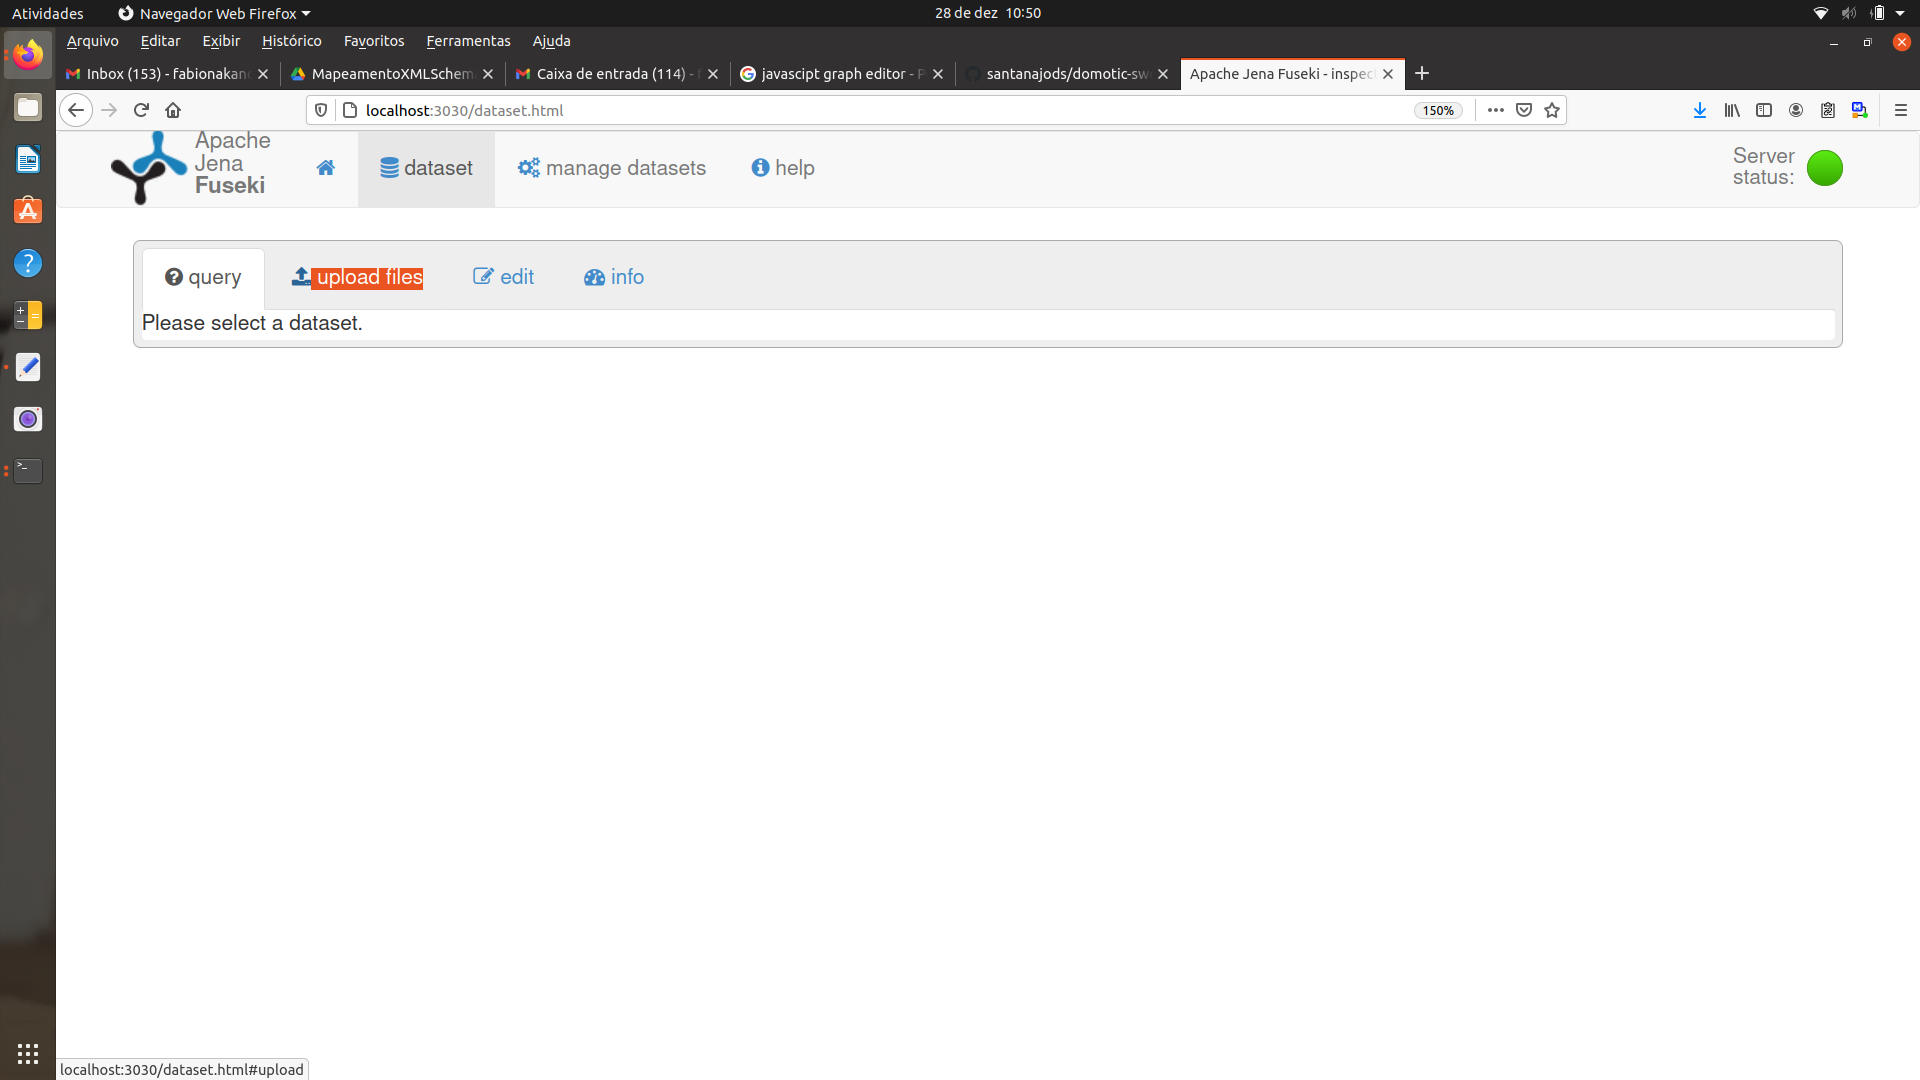 Atividades Navegador Web Firefox 28 de dez 10:50
Arquivo Editar Exibir Histórico Favoritos Ferramentas Ajuda
Inbox (153) - fabionakan MapeamentoXMLSchem Caixa de entrada (114) - javascipt graph editor - P santanajods/domotic-sw Apache Jena Fuseki - inspec
localhost:3030/dataset.html 150%
Apache
Jena
Fuseki
dataset manage datasets help
Server
status:
query upload files edit info
Please select a dataset.
localhost:3030/dataset.html#upload